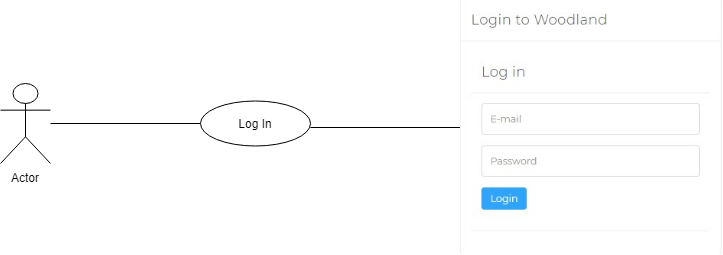 Login to Woodland
Log in
E-mail
Log In
Password
Actor
Login